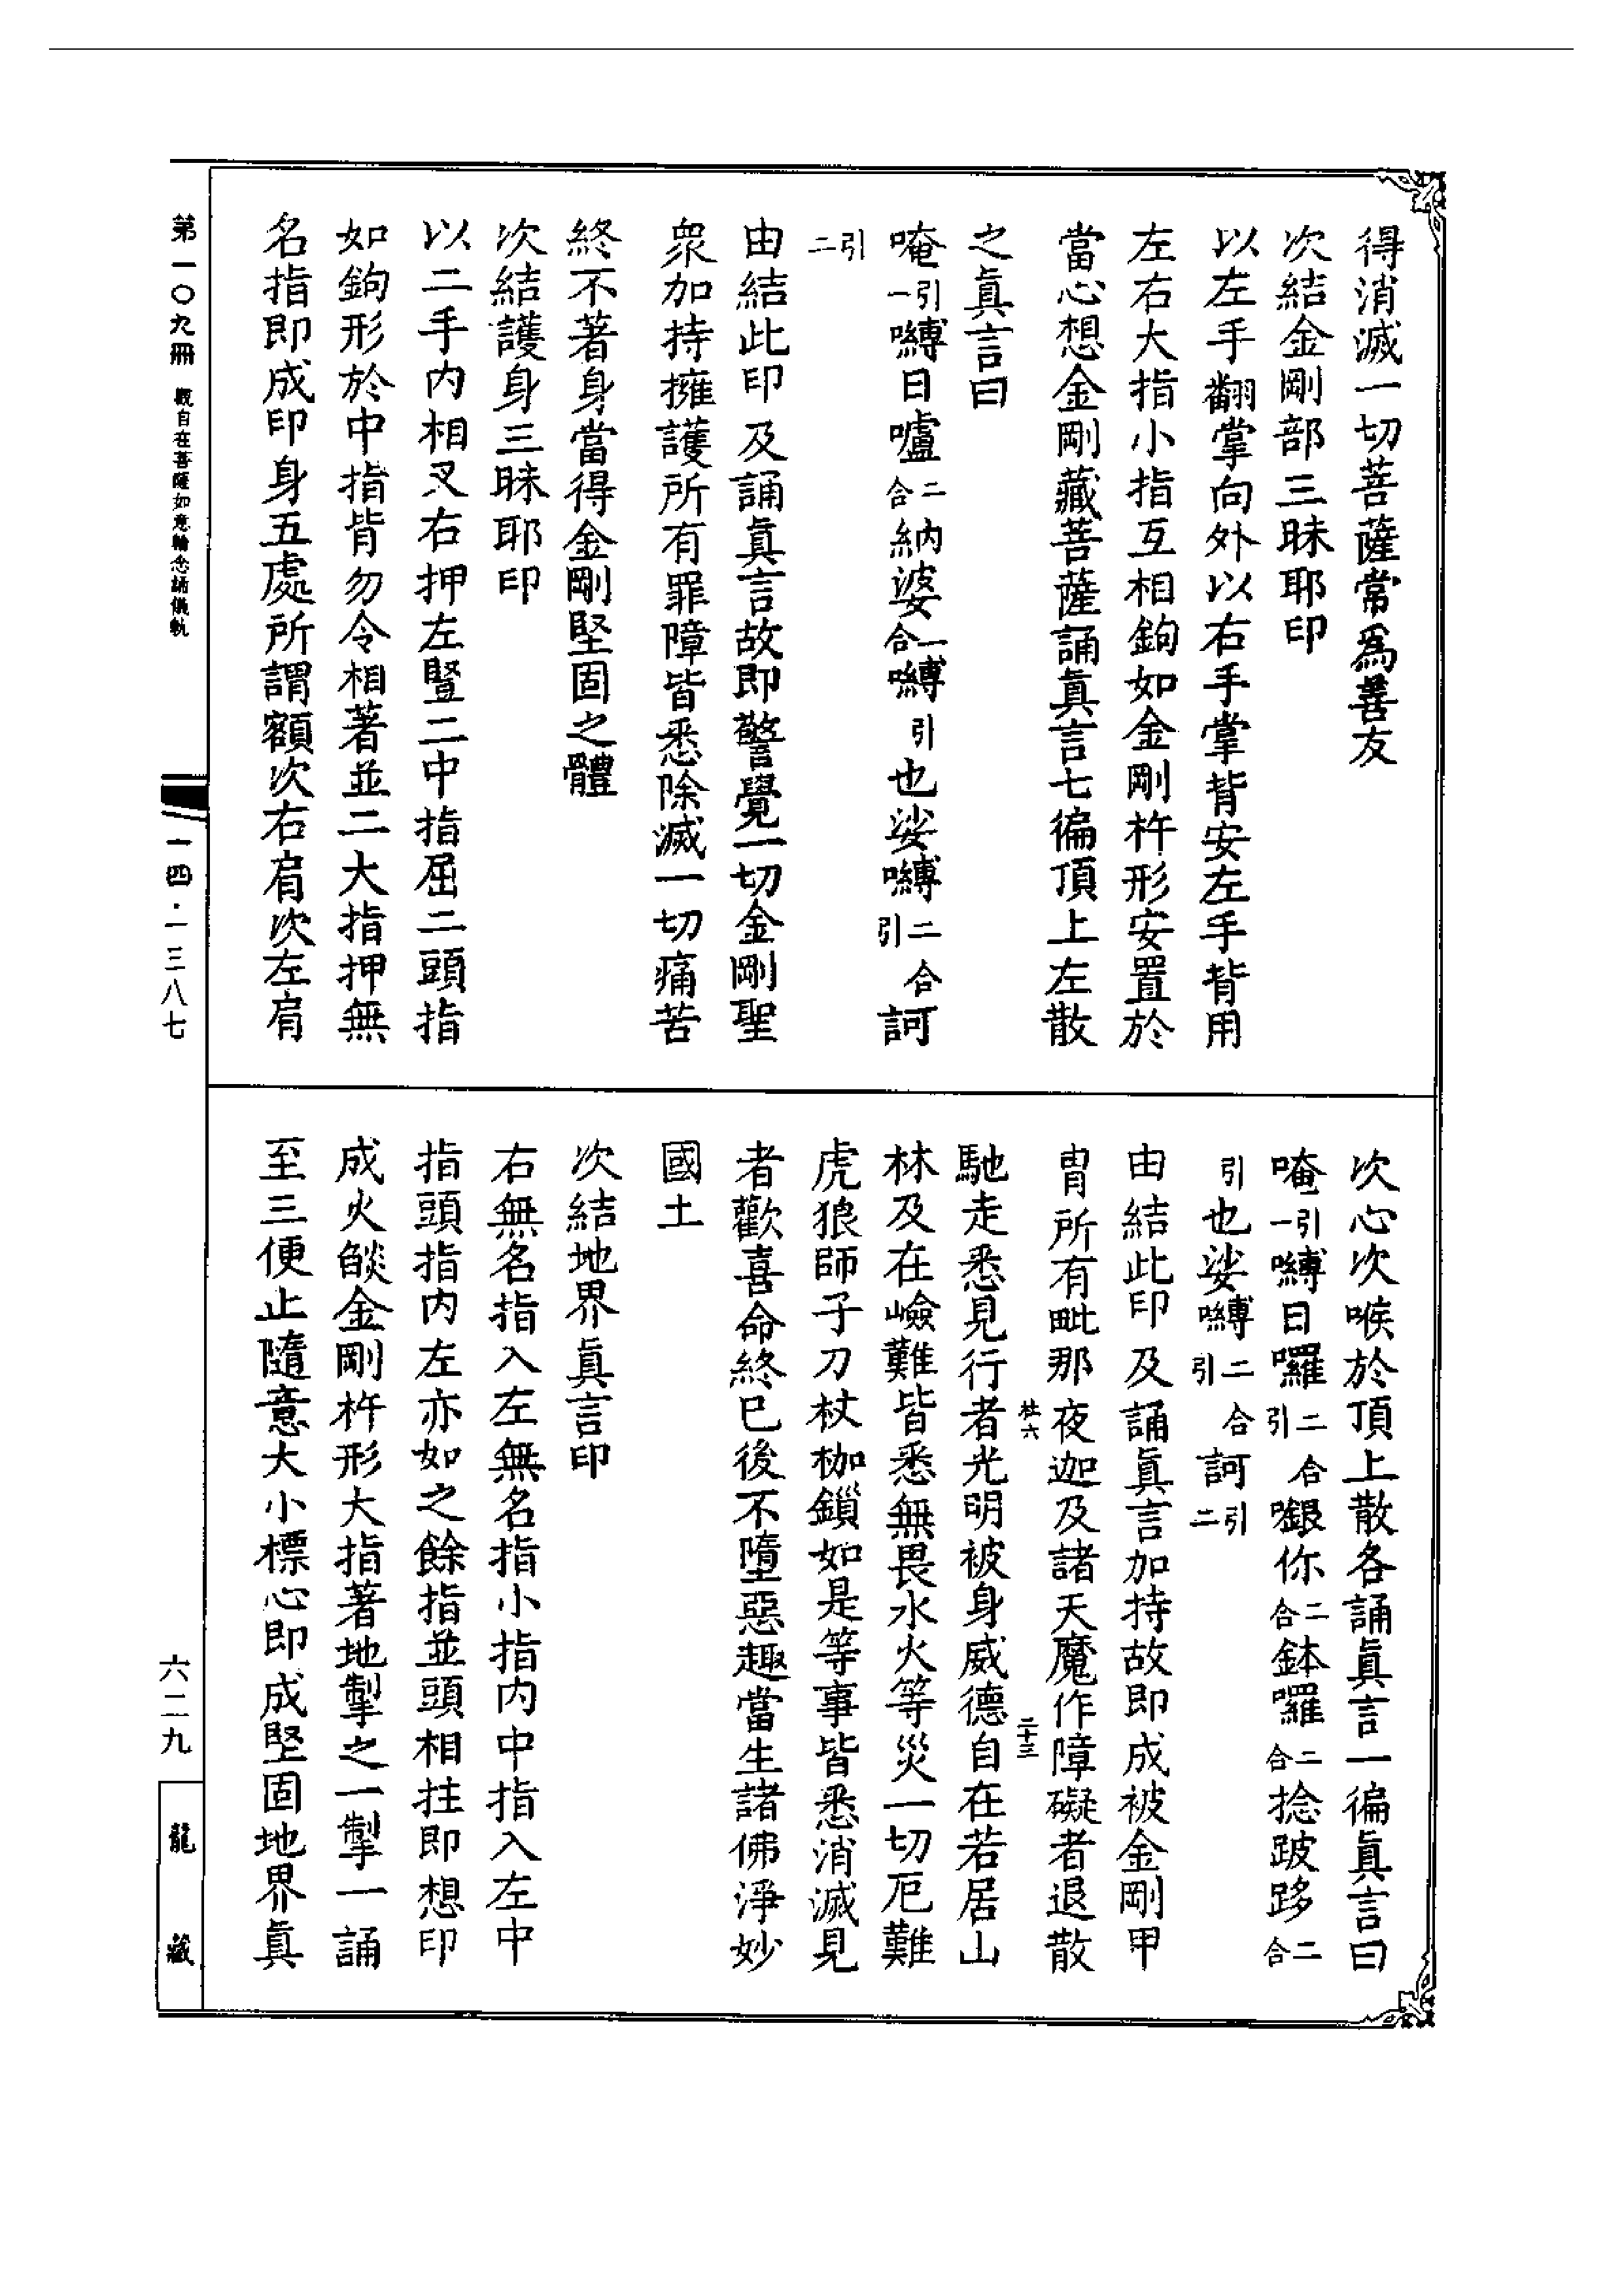 得消滅一切菩薩常爲善友
次結金剛部三昧耶印
以左手翻掌向外以右手掌背安左手背用
左右大指小指互相鉤如金剛杵形安置於
當心想金剛藏菩薩誦眞言七徧頂上左散
之眞言曰
唵引一嚩日嚧二合納婆一合嚩引也娑嚩二合引訶
引二
由結此印及誦眞言故即警覺一切金剛聖
衆加持擁護所有罪障皆悉除滅一切痛苦
終不著身當得金剛堅固之體
次結護身三昧耶印
以二手内相叉右押左豎二中指屈二頭指
如鉤形於中指背勿令相著並二大指押無
名指即成印身五處所謂額次右肩次左肩
次心次喉於頂上散各誦眞言一徧眞言曰
唵引一嚩日囉二合引㘕你二合鉢囉二合捻跛跢二合
引也娑嚩二合引訶引二
由結此印及誦眞言加持故即成被金剛甲
冑所有毗那夜迦及諸天魔作障礙者退散
馳走悉見行者光明被身威德自在若居山
林及在嶮難皆悉無畏水火等災一切厄難
虎狼師子刀杖枷鎖如是等事皆悉消滅見
者歡喜命終已後不墮惡趣當生諸佛淨妙
國土
次結地界眞言印
右無名指入左無名指小指内中指入左中
指頭指内左亦如之餘指並頭相拄即想印
成火燄金剛杵形大指著地掣之一掣一誦
至三便止隨意大小標心即成堅固地界眞
六
二十三
第一〇九冊 觀自在菩薩如意輪念誦儀軌
一四·一三八七
六二九
龍藏